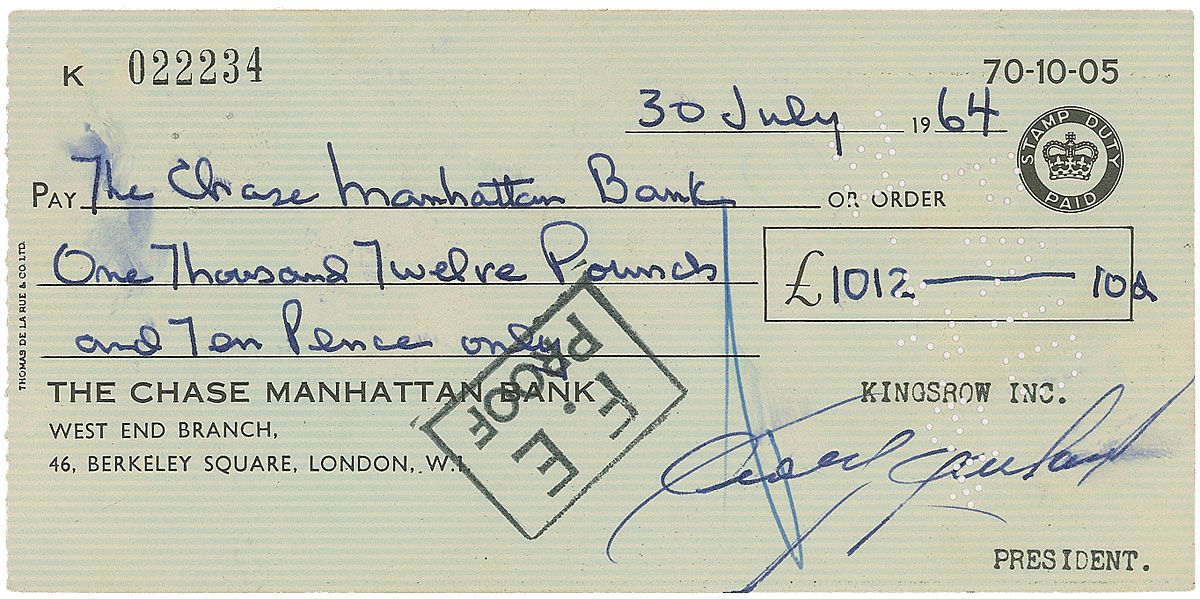 K 022234
70-10-05
30 July 1964
STAMP DUTY PAID
PAY The Chase Manhattan Bank OR ORDER
One Thousand Twelve Pounds
£1012 — 10d
and Ten Pence only
THE CHASE MANHATTAN BANK
WEST END BRANCH,
46, BERKELEY SQUARE, LONDON, W.1.
PROOF
KINGSROW INC.
PRESIDENT.
THOMAS DE LA RUE & CO. LTD.